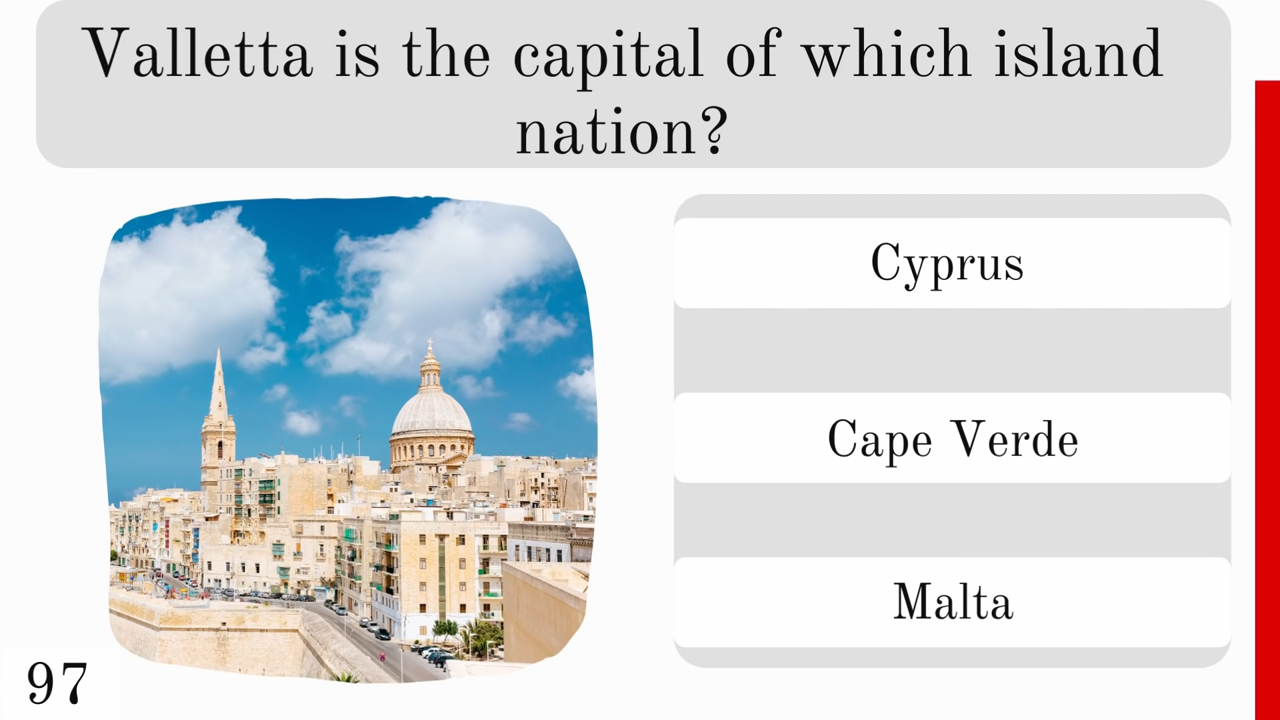 Valletta is the capital of which island
nation?
Cyprus
Cape Verde
Malta
97